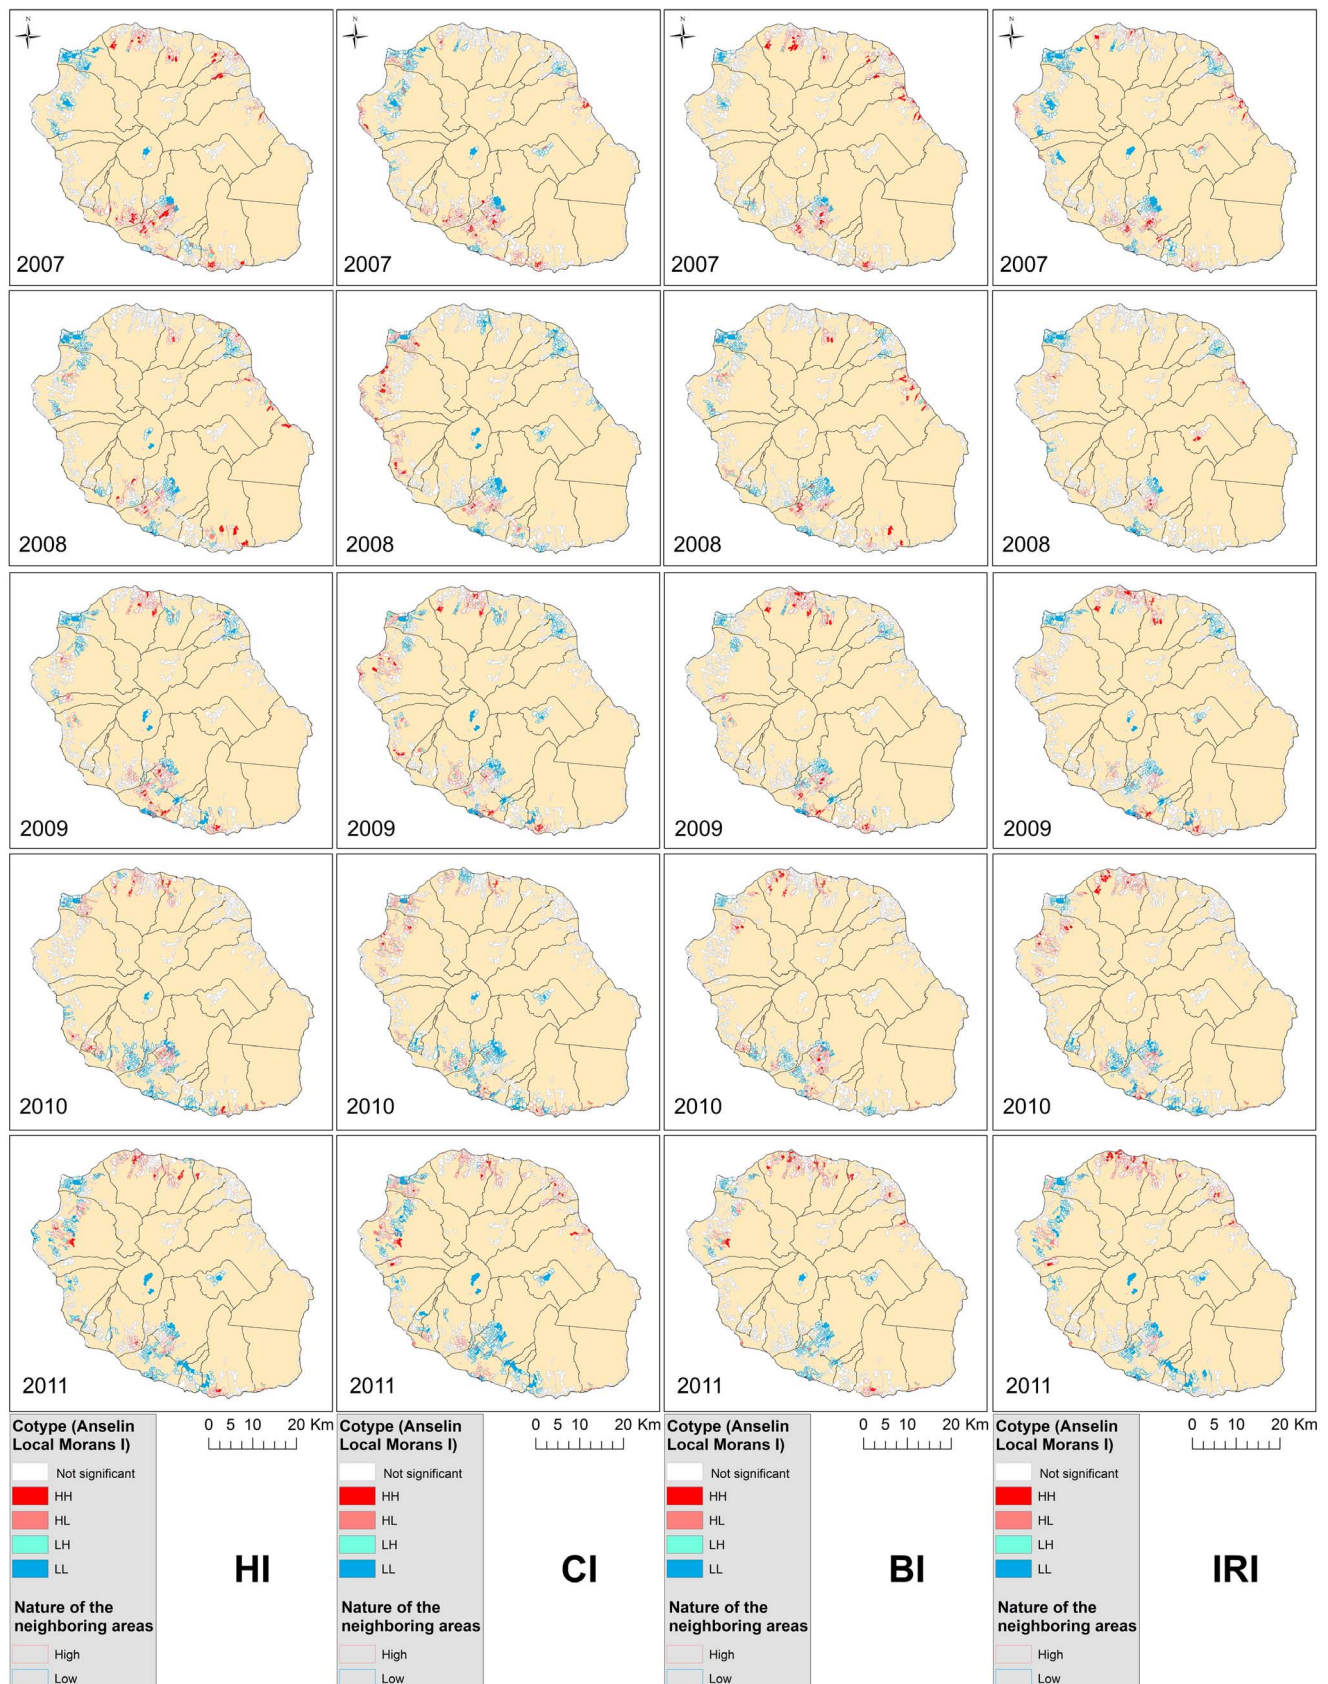 N
N
N
N
2007
2007
2007
2007
2008
2008
2008
2008
2009
2009
2009
2009
2010
2010
2010
2010
2011
2011
2011
2011
Cotype (Anselin
Local Morans I)
Not significant
HH
HL
LH
LL
Nature of the
neighboring areas
High
Low
0 5 10 20 Km
HI
Cotype (Anselin
Local Morans I)
Not significant
HH
HL
LH
LL
Nature of the
neighboring areas
High
Low
0 5 10 20 Km
CI
Cotype (Anselin
Local Morans I)
Not significant
HH
HL
LH
LL
Nature of the
neighboring areas
High
Low
0 5 10 20 Km
BI
Cotype (Anselin
Local Morans I)
Not significant
HH
HL
LH
LL
Nature of the
neighboring areas
High
Low
0 5 10 20 Km
IRI